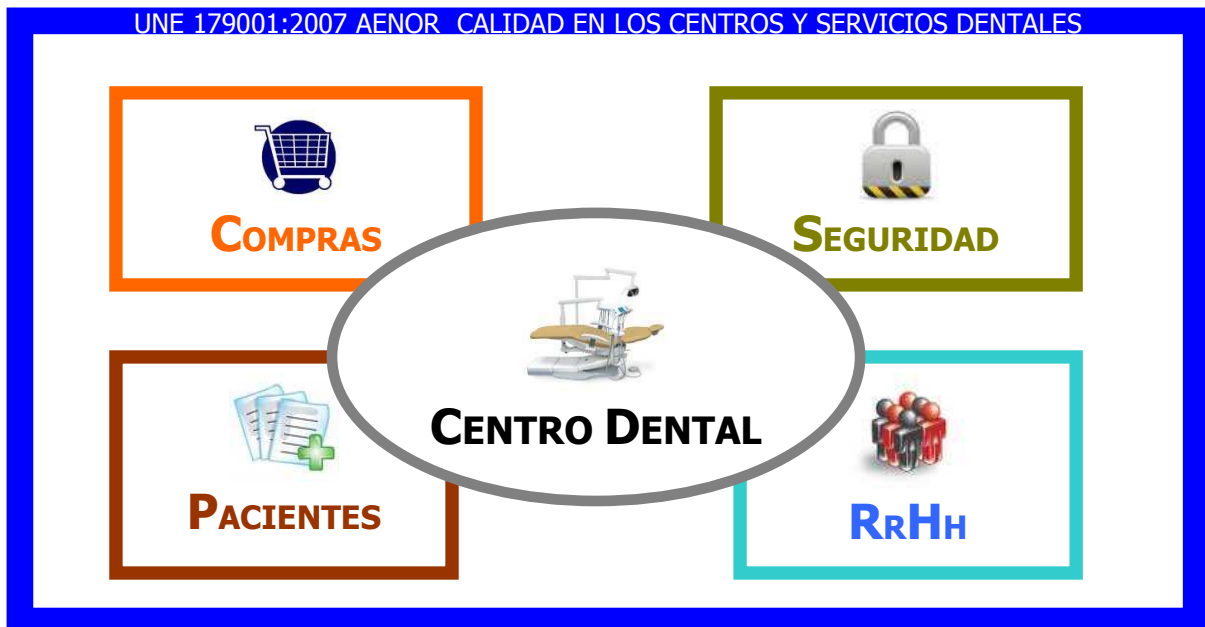 UNE 179001:2007 AENOR CALIDAD EN LOS CENTROS Y SERVICIOS DENTALES
COMPRAS
SEGURIDAD
CENTRO DENTAL
PACIENTES
RRHH